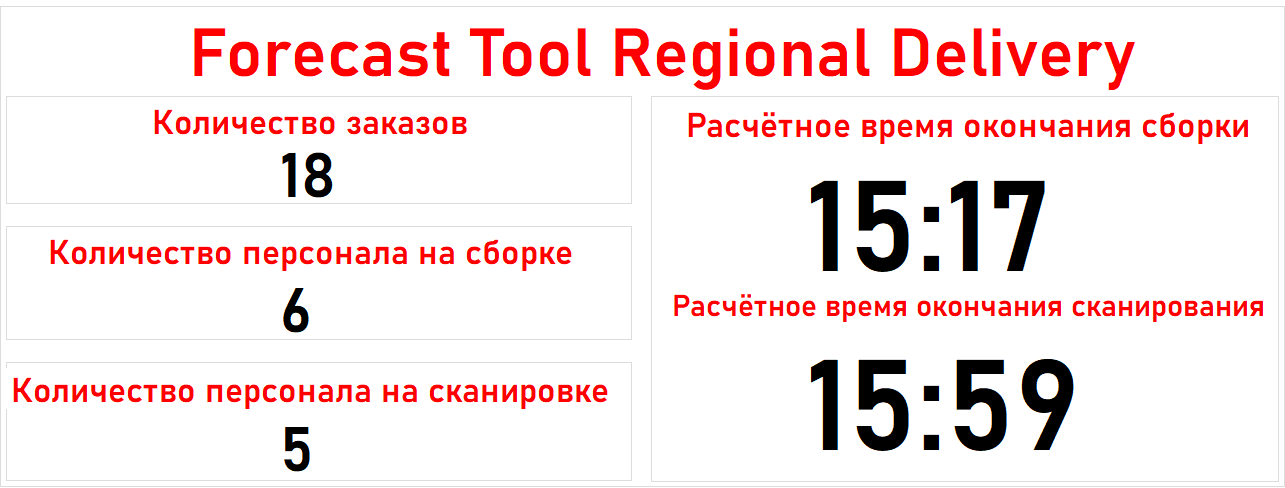 Forecast Tool Regional Delivery
Количество заказов
18
Количество персонала на сборке
6
Количество персонала на сканировке
5
Расчётное время окончания сборки
15:17
Расчётное время окончания сканирования
15:59